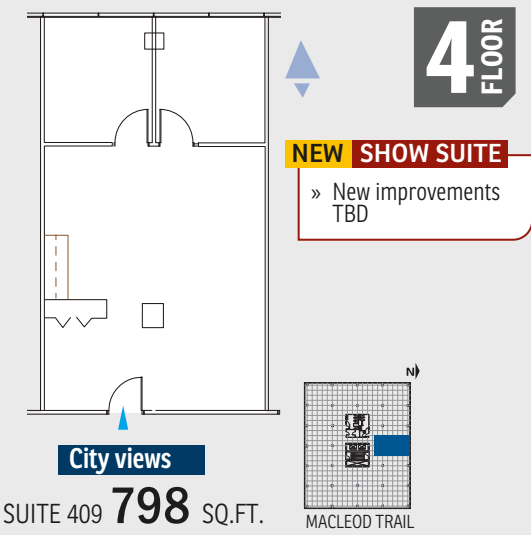 4 FLOOR
NEW SHOW SUITE
» New improvements
TBD
N
City views
SUITE 409 798 SQ.FT.
MACLEOD TRAIL